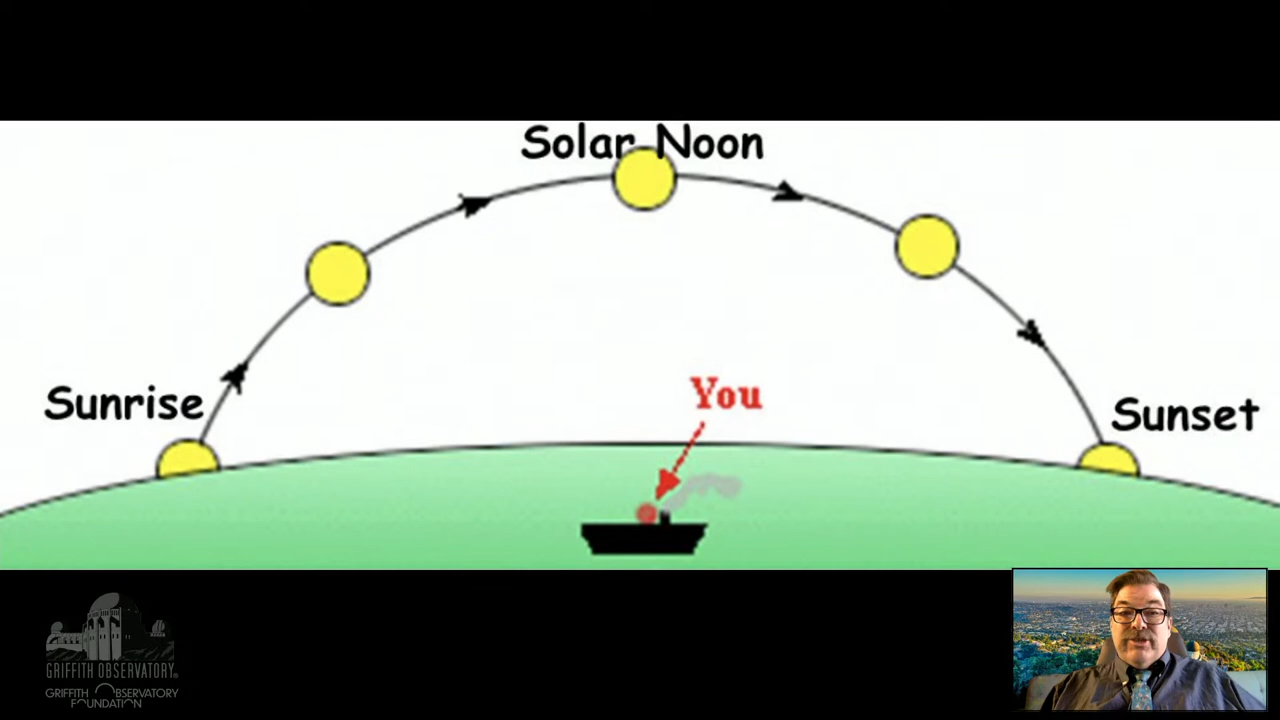 Solar Noon
Sunrise
You
Sunset
GRIFFITH OBSERVATORY
GRIFFITH OBSERVATORY
FOUNDATION